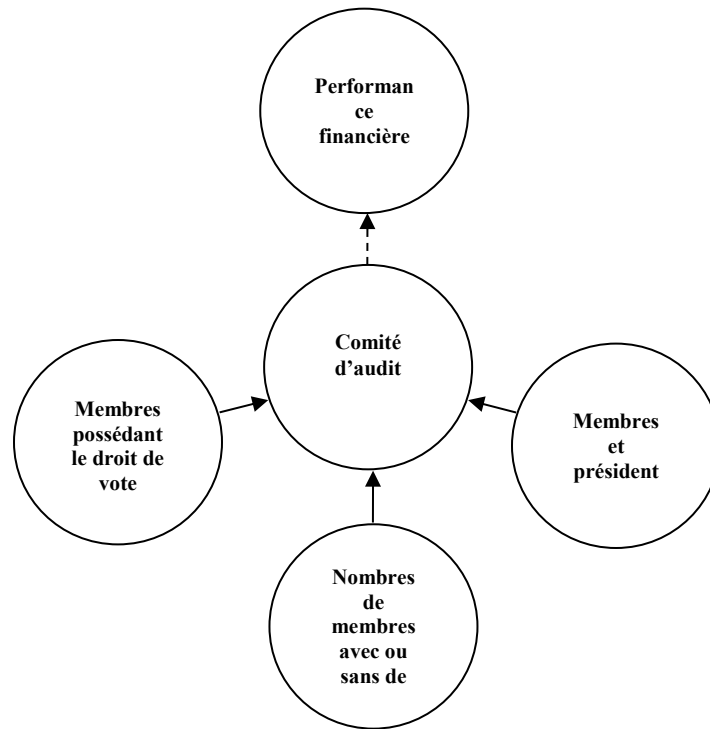 Performan
ce
financière
Comité
d’audit
Membres
possédant
le droit de
vote
Membres
et
président
Nombres
de
membres
avec ou
sans de